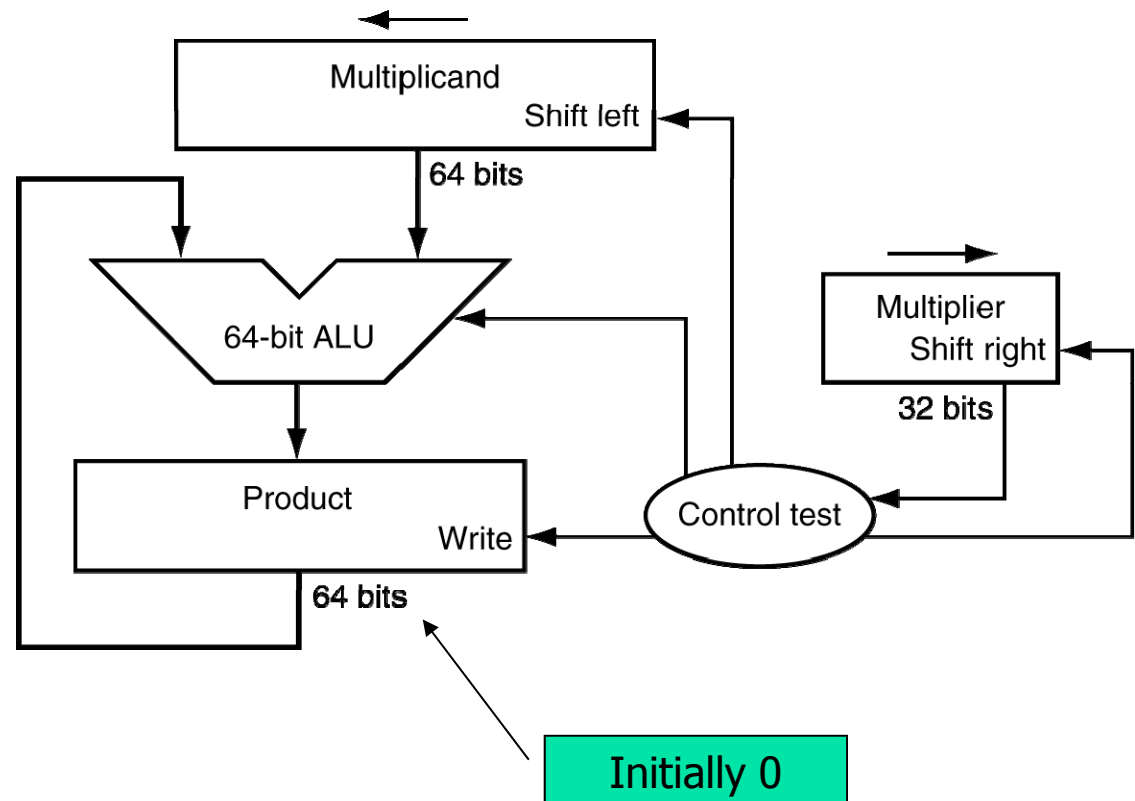 Multiplicand
Shift left
64 bits
64-bit ALU
Multiplier
Shift right
32 bits
Product
Write
Control test
64 bits
Initially 0